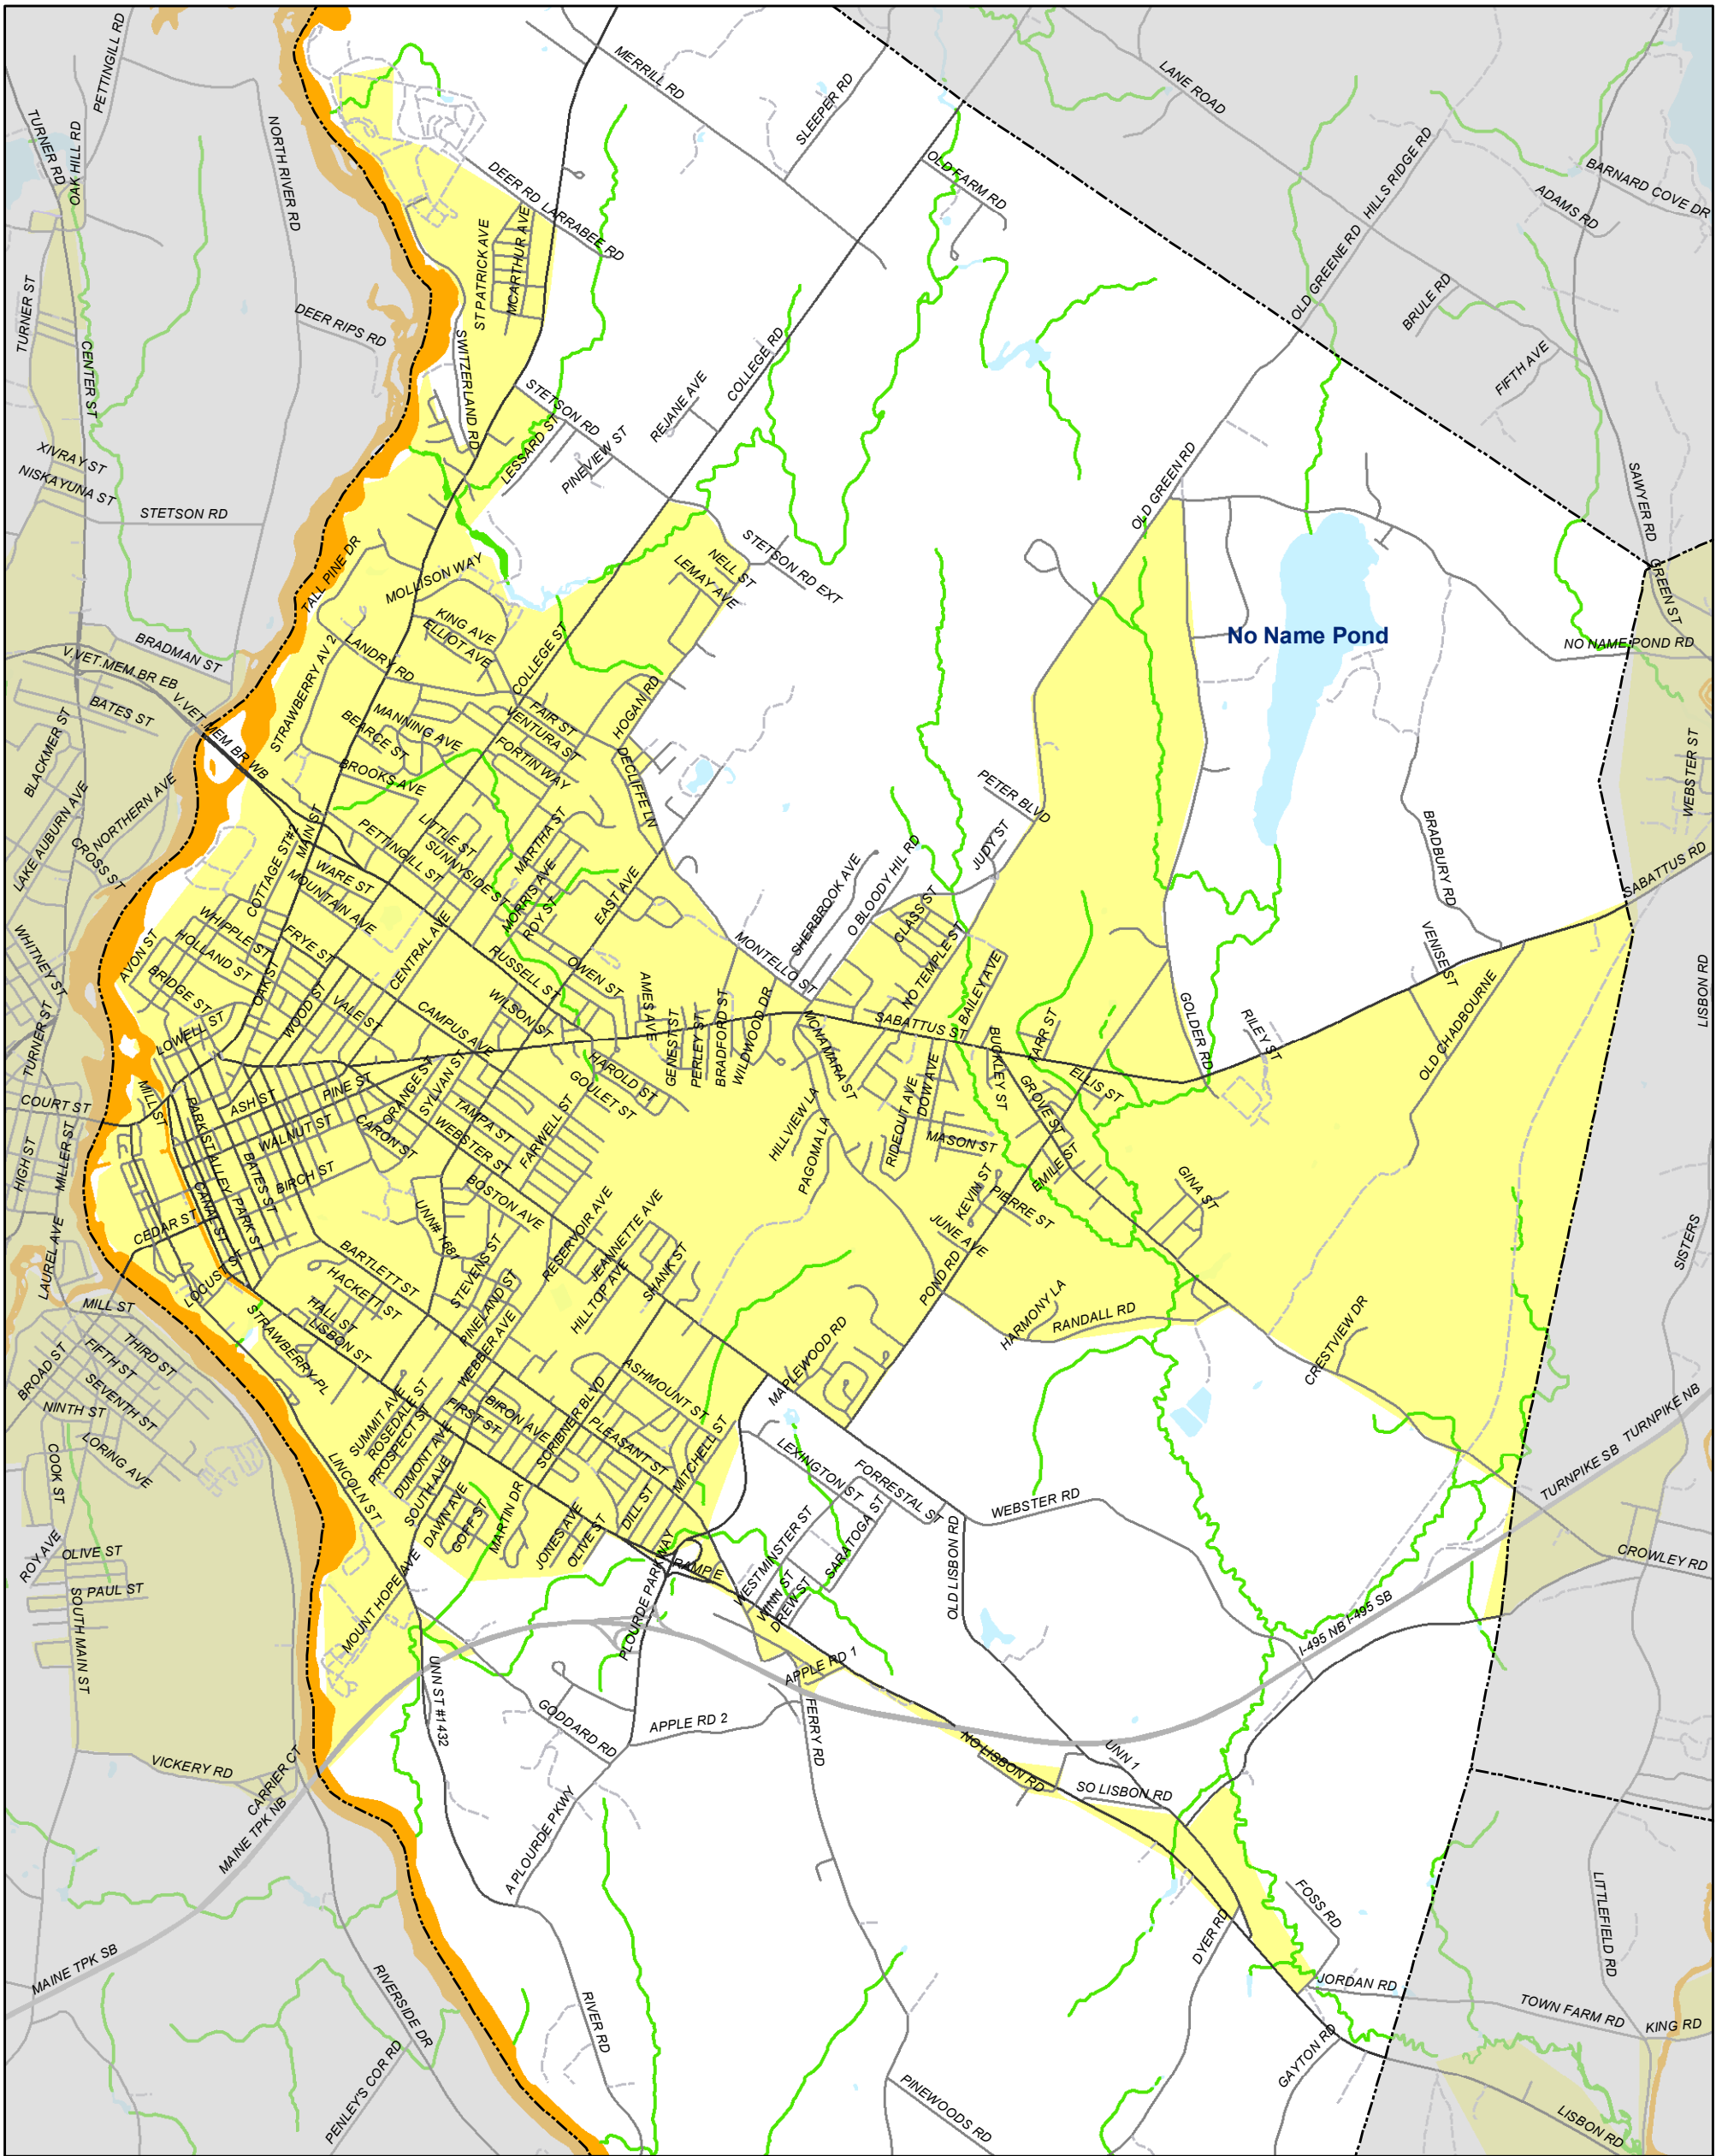 PETTINGILL RD
TURNER RD
OAK HILL RD
NORTH RIVER RD
MERRILL RD
SLEEPER RD
LANE ROAD
HILLS RIDGE RD
BARNARD COVE DR
ADAMS RD
OLD FARM RD
DEER RD
LARRABEE RD
ST PATRICK AVE
MCARTHUR AVE
OLD GREENE RD
BRULE RD
FIFTH AVE
TURNER ST
CENTER ST
DEER RIPS RD
SWITZERLAND RD
COLLEGE RD
STETSON RD
REJANE AVE
LESSARD ST
PINEVIEW ST
XIVRAY ST
NISKAYUNA ST
STETSON RD
OLD GREEN RD
SAWYER RD
GREEN ST
TALL PINE DR
MOLLISON WAY
NELL ST
LEMAY AVE
STETSON RD EXT
KING AVE
ELLIOT AVE
LANDRY RD
COLLEGE ST
No Name Pond
NO NAME POND RD
BRADMAN ST
V.VET.MEM.BR EB
BATES ST
V.VET.MEM BR WB
STRAWBERRY AV 2
BEARCE ST
MANNING AVE
FAIR ST
VENTURA ST
FORTIN WAY
HOGAN RD
DECLIFFE LN
BLACKMER ST
LAKE AUBURN AVE
NORTHERN AVE
CROSS ST
BROOKS AVE
WEBSTER ST
PETER BLVD
JUDY ST
BRADBURY RD
SABATTUS RD
MAIN ST
COTTAGE ST#2
PETTINGILL ST
LITTLE ST
SUNNYSIDE ST
MARTHA ST
MORRIS AVE
ROY ST
EAST AVE
WARE ST
MOUNTAIN AVE
SHERBROOK AVE
O BLOODY HIL RD
CLASS ST
NO TEMPLE ST
BAILEY AVE
MONTELLO ST
VENISE ST
LISBON RD
WHITNEY ST
AVON ST
WHIPPLE ST
HOLLAND ST
BRIDGE ST
FRYE ST
OAK ST
WOOD ST
VALE ST
CENTRAL AVE
CAMPUS AVE
RUSSELL ST
OWEN ST
WILSON ST
AMES AVE
GENEST ST
PERLEY ST
BRADFORD ST
WILDWOOD DR
MCNAMARA ST
SABATTUS ST
BUCKLEY ST
TARR ST
GOLDER RD
RILEY ST
OLD CHADBOURNE
TURNER ST
LOWELL ST
COURT ST
MILL ST
HIGH ST
MILLER ST
PARK ST ALLEY
ASH ST
PINE ST
WALNUT ST
BATES ST
BIRCH ST
CARON ST
ORANGE ST
SYLVAN ST
TAMPA ST
WEBSTER ST
FARWELL ST
HAROLD ST
GOULET ST
HILLVIEW LA
PAGOMA LA
RIDEOUT AVE
DOW AVE
MASON ST
GROVE ST
ELLIS ST
EMILE ST
KEVIN ST
PIERRE ST
JUNE AVE
GINA ST
SISTERS
LAUREL AVE
CEDAR ST
CANAL ST
PARK ST
LOCUST ST
UNN# 1681
BOSTON AVE
BARTLETT ST
STEVENS ST
RESERVOIR AVE
JEANNETTE AVE
HILLTOP AVE
SHANK ST
POND RD
HARMONY LA
RANDALL RD
CRESTVIEW DR
MILL ST
BROAD ST
THIRD ST
FIFTH ST
SEVENTH ST
NINTH ST
LORING AVE
COOK ST
STRAWBERRY PL
HACKETT ST
HALL ST
LISBON ST
PINELAND ST
WEBBER AVE
MAPLEWOOD RD
SUMMIT AVE
ROSEDALE ST
PROSPECT ST
DUMONT AVE
SOUTH AVE
FIRST ST
BIRON AVE
SCRIBNER BLVD
PLEASANT ST
ASHMOUNT ST
MITCHELL ST
LINCOLN ST
DAWN AVE
GOFF ST
MARTIN DR
JONES AVE
OLIVE ST
DILL ST
LEXINGTON ST
FORRESTAL ST
WEBSTER RD
TURNPIKE SB
TURNPIKE NB
ROY AVE
OLIVE ST
S PAUL ST
SOUTH MAIN ST
MOUNT HOPE AVE
PLOURDE PARKWAY
RAMP E
WESTMINSTER ST
WINN ST
DREW ST
SARATOGA ST
OLD LISBON RD
CROWLEY RD
I-495 NB
I-495 SB
UNN ST #1432
APPLE RD 1
GODDARD RD
APPLE RD 2
FERRY RD
NO LISBON RD
UNN 1
SO LISBON RD
VICKERY RD
CARRIER CT
MAINE TPK NB
A PLOURDE PKWY
MAINE TPK SB
RIVERSIDE DR
PENLEY'S COR RD
RIVER RD
PINEWOODS RD
DYER RD
FOSS RD
JORDAN RD
GAYTON RD
LITTLEFIELD RD
TOWN FARM RD
KING RD
LISBON RD